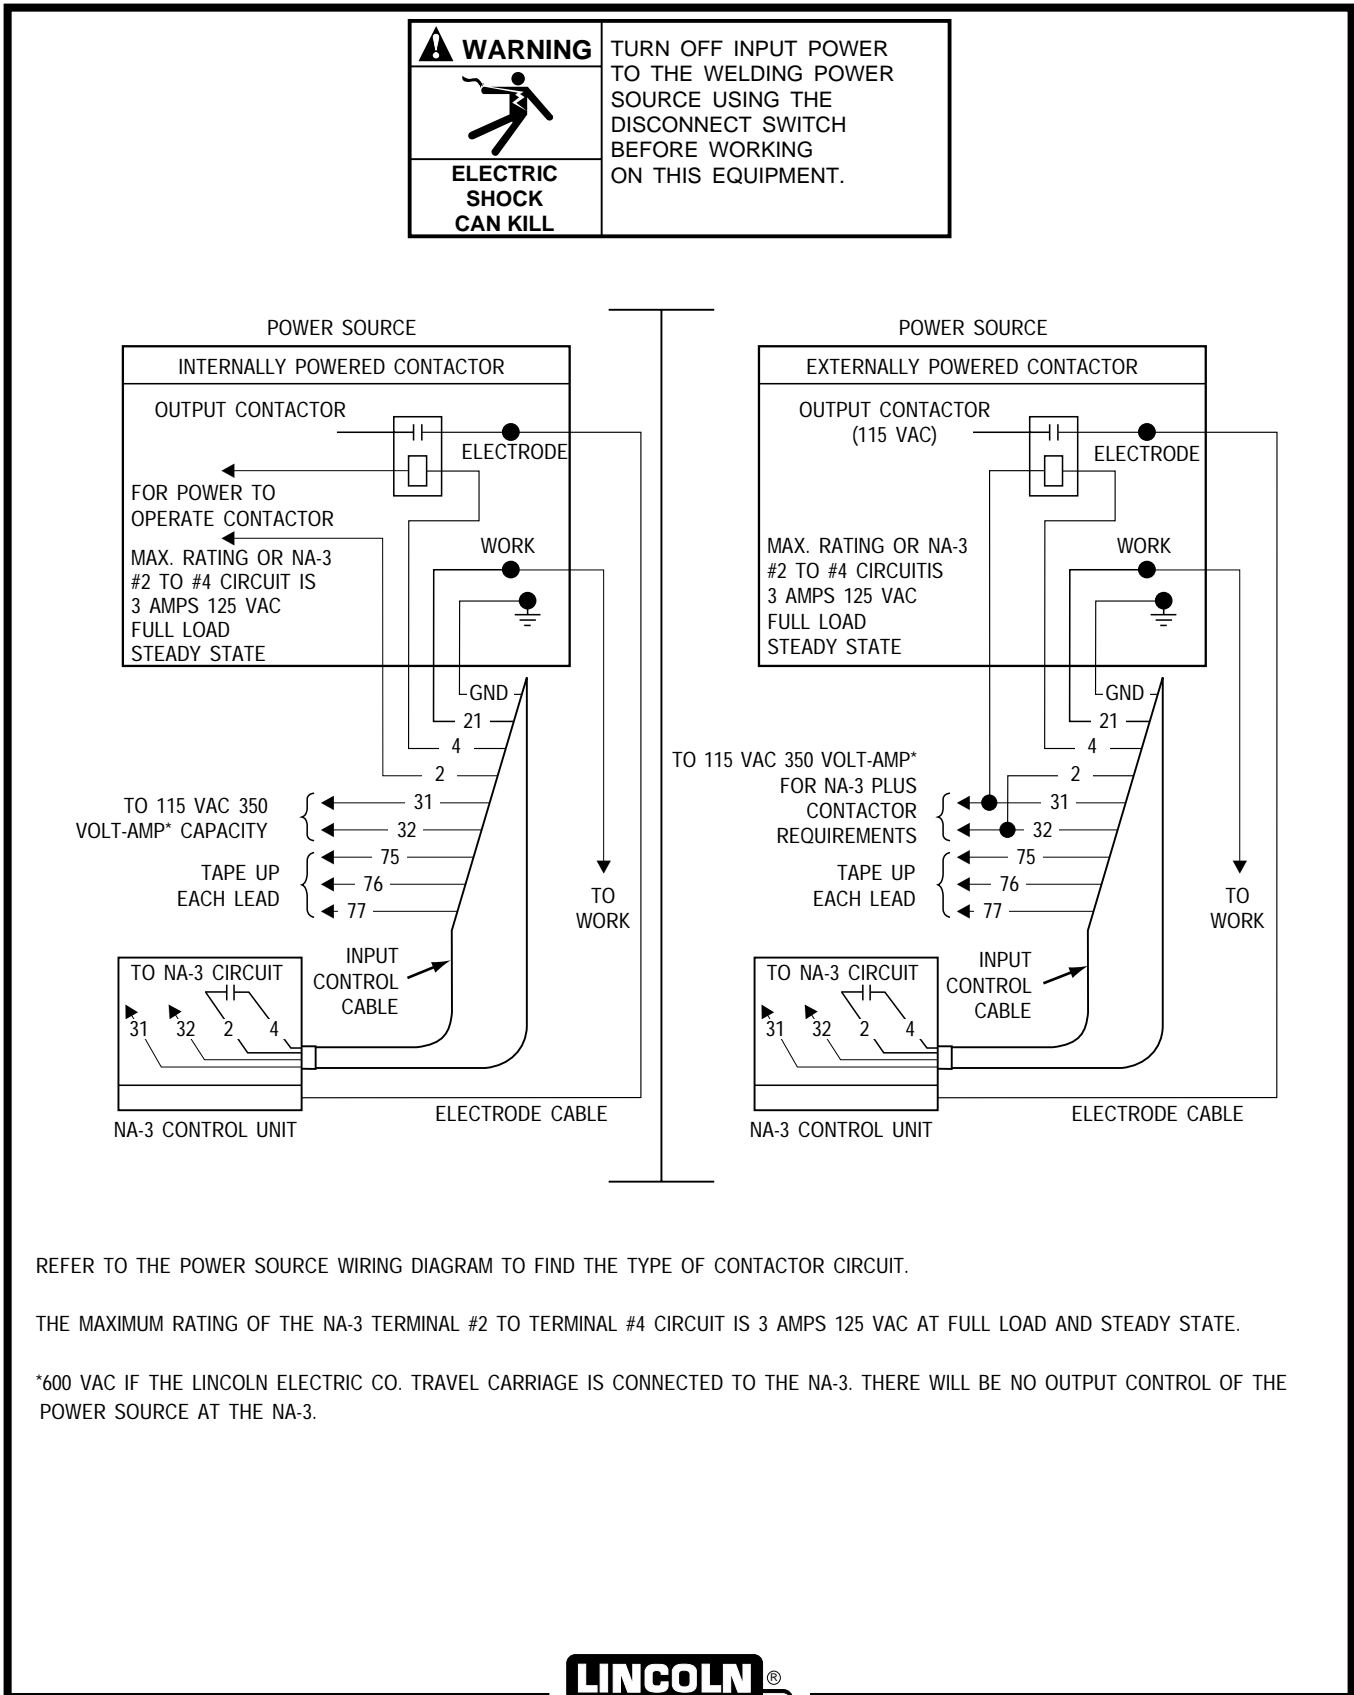 WARNING
ELECTRIC
SHOCK
CAN KILL
TURN OFF INPUT POWER
TO THE WELDING POWER
SOURCE USING THE
DISCONNECT SWITCH
BEFORE WORKING
ON THIS EQUIPMENT.
POWER SOURCE
INTERNALLY POWERED CONTACTOR
OUTPUT CONTACTOR
ELECTRODE
FOR POWER TO
OPERATE CONTACTOR
MAX. RATING OR NA-3
#2 TO #4 CIRCUIT IS
3 AMPS 125 VAC
FULL LOAD
STEADY STATE
WORK
GND
21
4
2
31
32
75
76
77
TO 115 VAC 350
VOLT-AMP* CAPACITY
TAPE UP
EACH LEAD
TO
WORK
INPUT
CONTROL
CABLE
TO NA-3 CIRCUIT
31 32 2 4
ELECTRODE CABLE
NA-3 CONTROL UNIT
POWER SOURCE
EXTERNALLY POWERED CONTACTOR
OUTPUT CONTACTOR
(115 VAC)
ELECTRODE
MAX. RATING OR NA-3
#2 TO #4 CIRCUITIS
3 AMPS 125 VAC
FULL LOAD
STEADY STATE
WORK
GND
21
4
2
31
32
75
76
77
TO 115 VAC 350 VOLT-AMP*
FOR NA-3 PLUS
CONTACTOR
REQUIREMENTS
TAPE UP
EACH LEAD
TO
WORK
INPUT
CONTROL
CABLE
TO NA-3 CIRCUIT
31 32 2 4
ELECTRODE CABLE
NA-3 CONTROL UNIT
REFER TO THE POWER SOURCE WIRING DIAGRAM TO FIND THE TYPE OF CONTACTOR CIRCUIT.
THE MAXIMUM RATING OF THE NA-3 TERMINAL #2 TO TERMINAL #4 CIRCUIT IS 3 AMPS 125 VAC AT FULL LOAD AND STEADY STATE.
*600 VAC IF THE LINCOLN ELECTRIC CO. TRAVEL CARRIAGE IS CONNECTED TO THE NA-3. THERE WILL BE NO OUTPUT CONTROL OF THE
POWER SOURCE AT THE NA-3.
LINCOLN ®